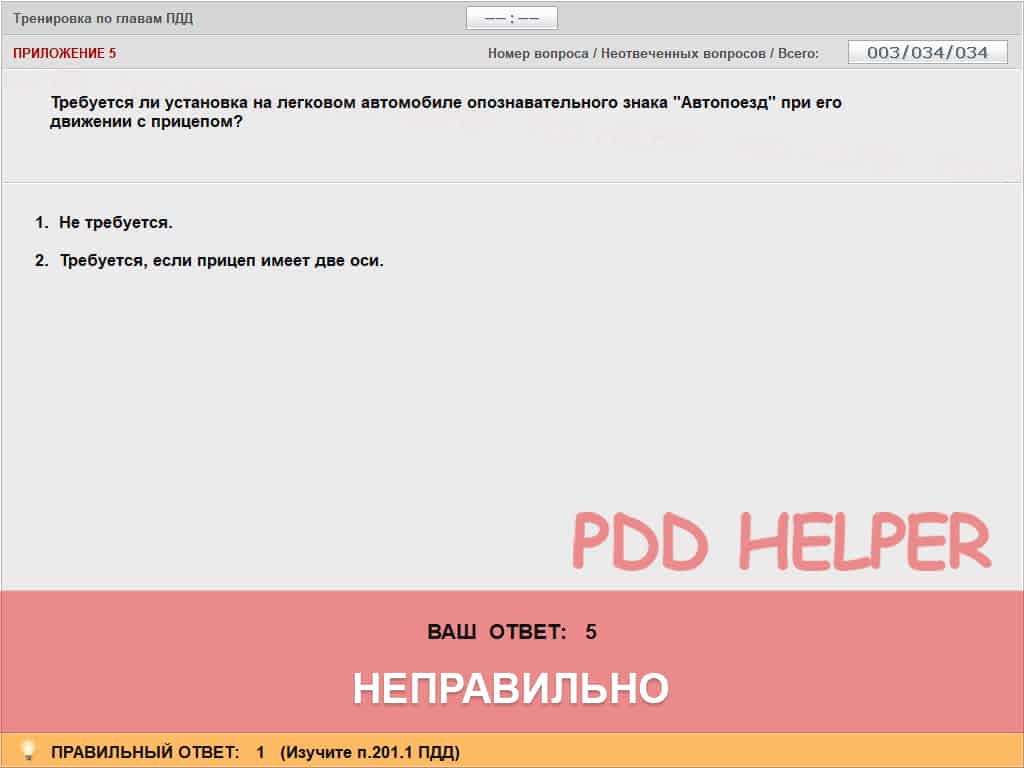 Тренировка по главам ПДД
—— : ——
ПРИЛОЖЕНИЕ 5
Номер вопроса / Неотвеченных вопросов / Всего: 003/034/034
Требуется ли установка на легковом автомобиле опознавательного знака "Автопоезд" при его
движении с прицепом?
1. Не требуется.
2. Требуется, если прицеп имеет две оси.
PDD HELPER
ВАШ ОТВЕТ: 5
НЕПРАВИЛЬНО
ПРАВИЛЬНЫЙ ОТВЕТ: 1 (Изучите п.201.1 ПДД)